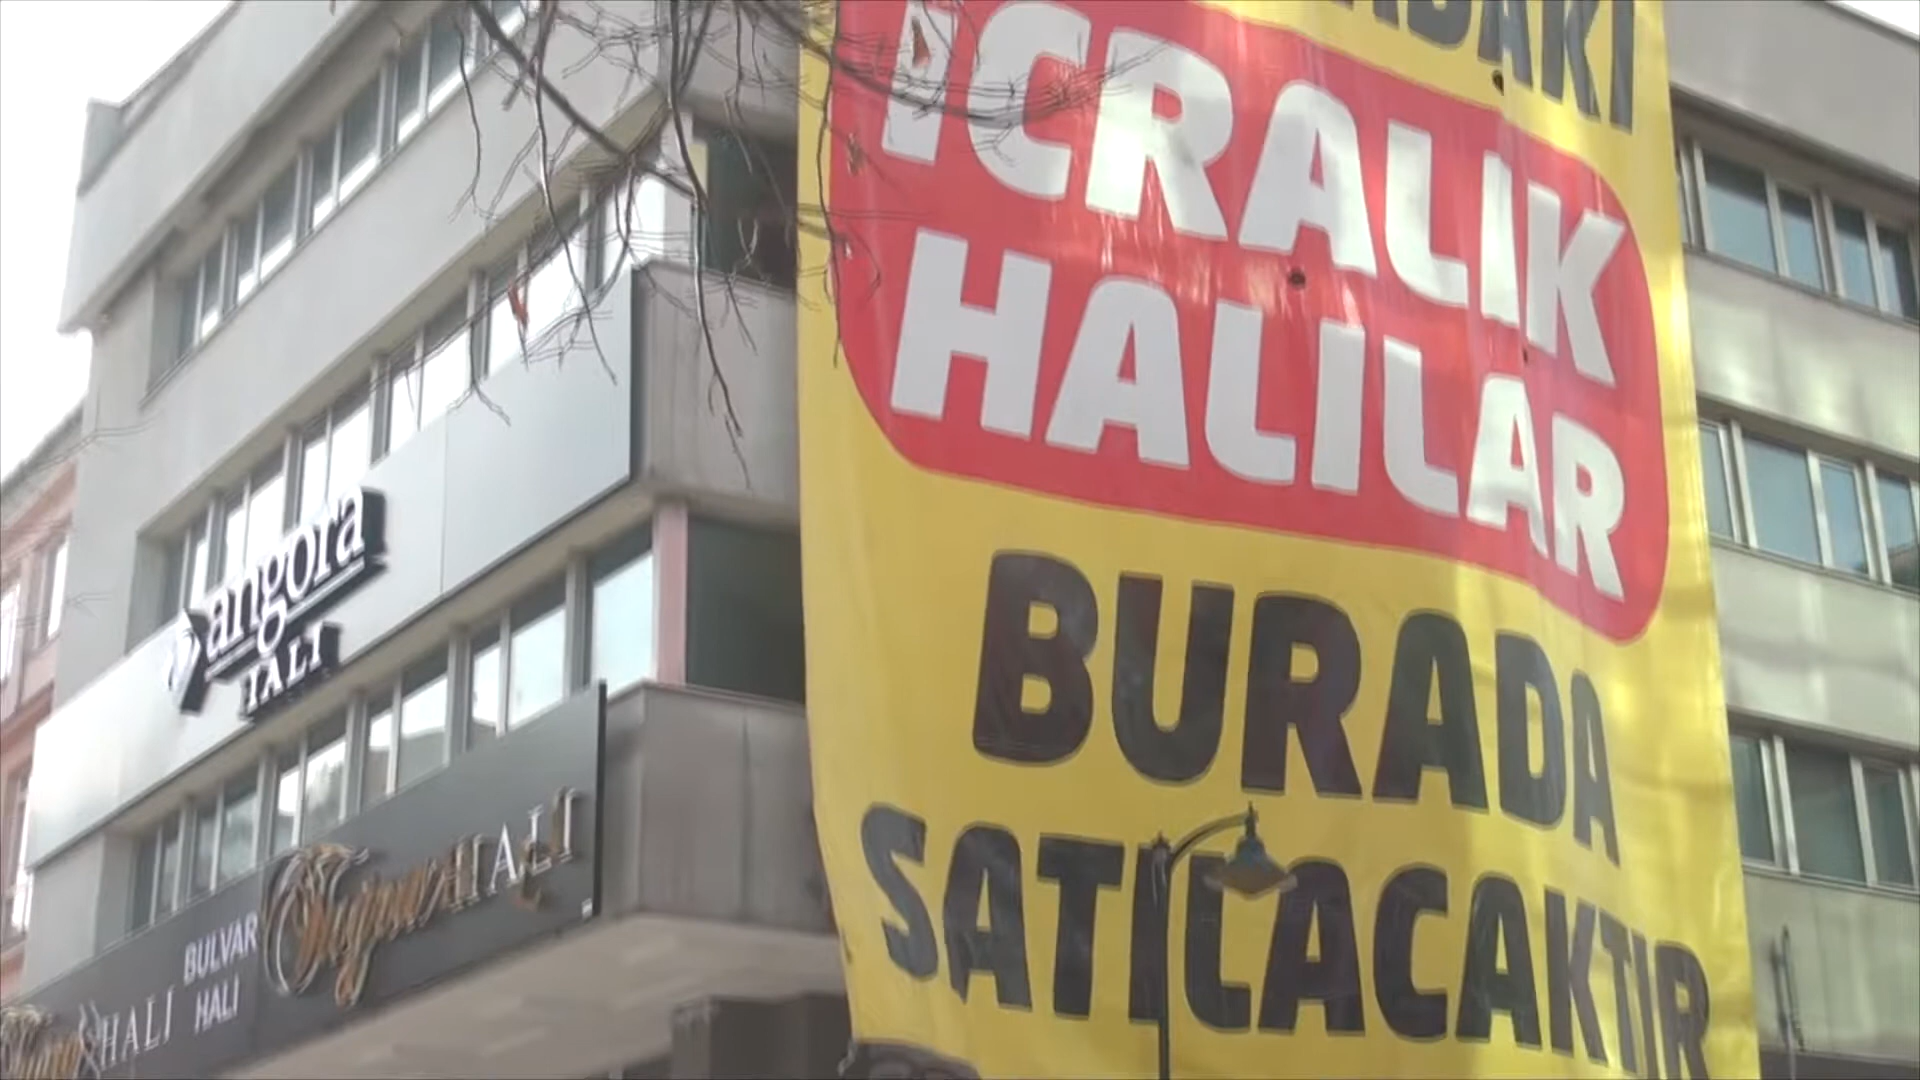 İCRALIK
HALILAR
BURADA
SATILACAKTIR
angora
HALI
HALI
BULVAR
HALI
HALI